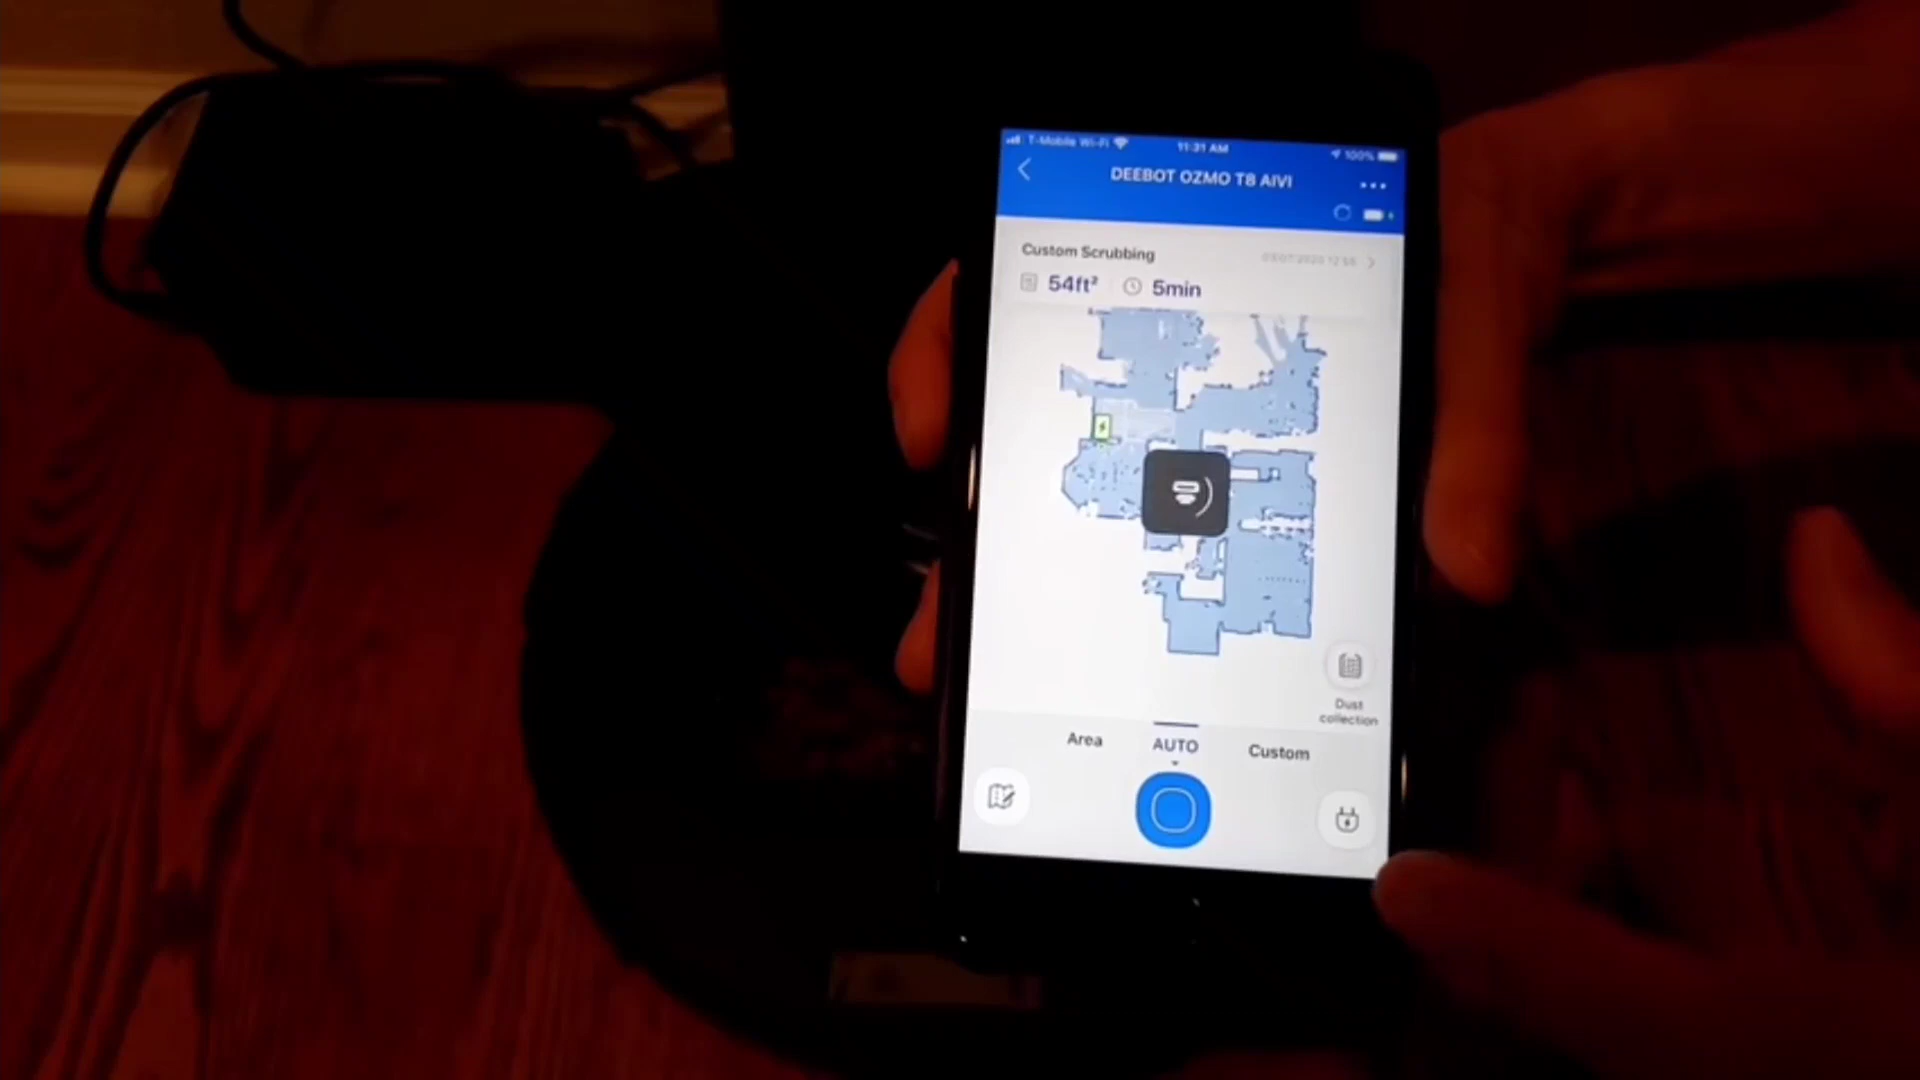 T-Mobile Wi-Fi 11:31 AM 100%
DEEBOT OZMO T8 AIVI
Custom Scrubbing
54ft² 5min
Dust
collection
Area AUTO Custom